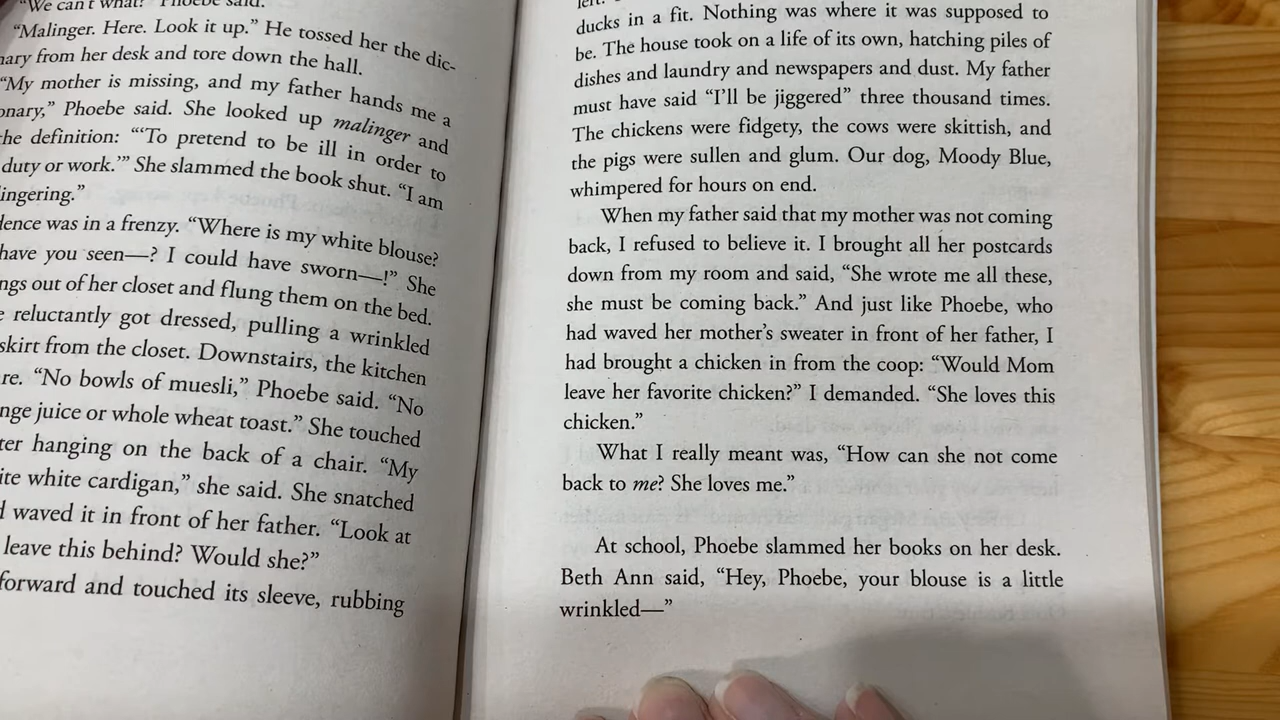 "We can't what?" Phoebe said.
"Malinger. Here. Look it up." He tossed her the dic-
nary from her desk and tore down the hall.
"My mother is missing, and my father hands me a
onary," Phoebe said. She looked up malinger and
the definition: "'To pretend to be ill in order to
duty or work.'" She slammed the book shut. "I am
lingering."
dence was in a frenzy. "Where is my white blouse?
have you seen—? I could have sworn—!" She
ngs out of her closet and flung them on the bed.
e reluctantly got dressed, pulling a wrinkled
skirt from the closet. Downstairs, the kitchen
re. "No bowls of muesli," Phoebe said. "No
nge juice or whole wheat toast." She touched
ter hanging on the back of a chair. "My
ite white cardigan," she said. She snatched
d waved it in front of her father. "Look at
leave this behind? Would she?"
forward and touched its sleeve, rubbing
left.
ducks in a fit. Nothing was where it was supposed to
be. The house took on a life of its own, hatching piles of
dishes and laundry and newspapers and dust. My father
must have said "I'll be jiggered" three thousand times.
The chickens were fidgety, the cows were skittish, and
the pigs were sullen and glum. Our dog, Moody Blue,
whimpered for hours on end.
When my father said that my mother was not coming
back, I refused to believe it. I brought all her postcards
down from my room and said, "She wrote me all these,
she must be coming back." And just like Phoebe, who
had waved her mother's sweater in front of her father, I
had brought a chicken in from the coop: "Would Mom
leave her favorite chicken?" I demanded. "She loves this
chicken."
What I really meant was, "How can she not come
back to me? She loves me."
At school, Phoebe slammed her books on her desk.
Beth Ann said, "Hey, Phoebe, your blouse is a little
wrinkled—"